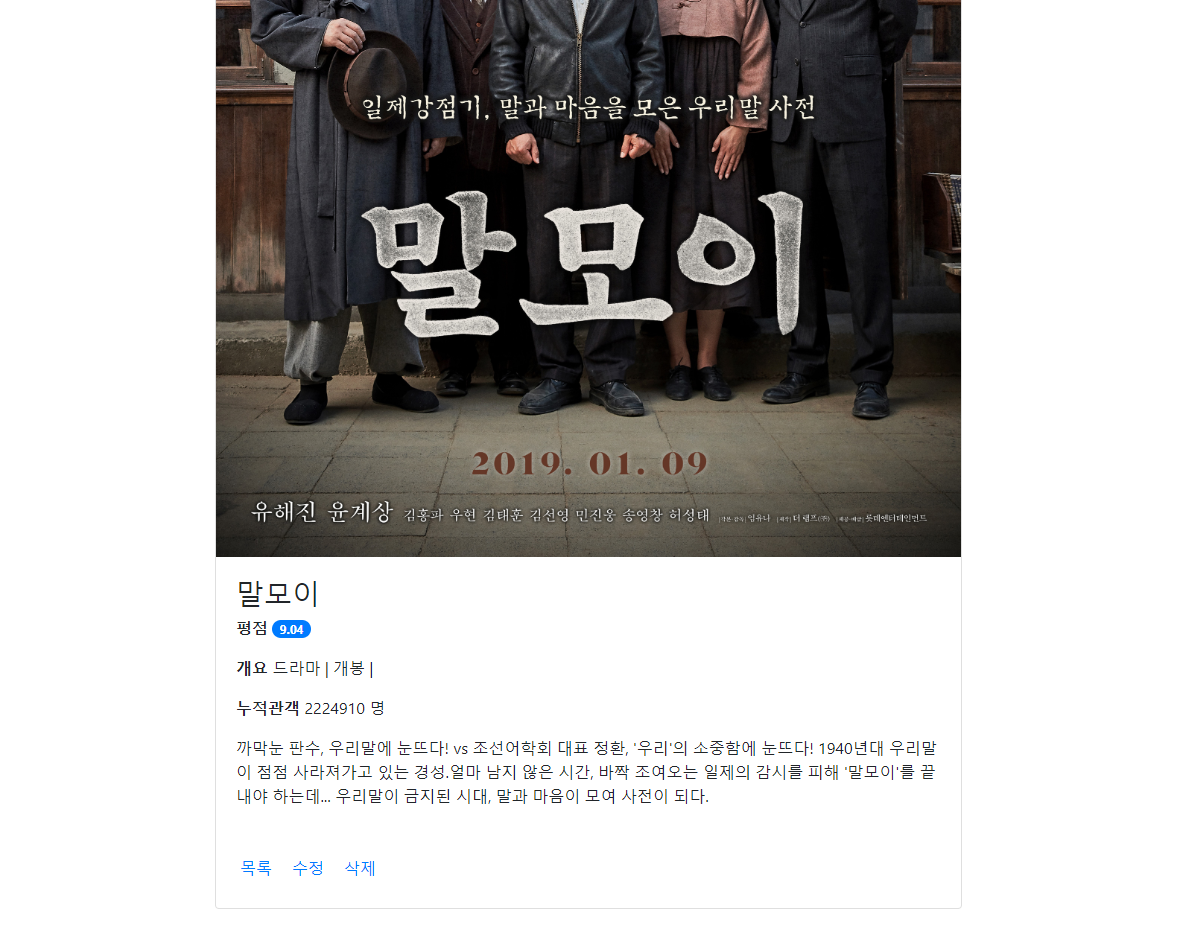 일제강점기, 말과 마음을 모은 우리말 사전
말모이
2019. 01. 09
유해진 윤계상 김홍파 우현 김태훈 김선영 민진웅 송영창 허성태 |각본·감독| 엄유나 |제작| 더 램프(주) |제공·배급| 롯데엔터테인먼트
말모이
평점 9.04
개요 드라마 | 개봉 |
누적관객 2224910 명
까막눈 판수, 우리말에 눈뜨다! vs 조선어학회 대표 정환, '우리'의 소중함에 눈뜨다! 1940년대 우리말
이 점점 사라져가고 있는 경성.얼마 남지 않은 시간, 바짝 조여오는 일제의 감시를 피해 '말모이'를 끝
내야 하는데... 우리말이 금지된 시대, 말과 마음이 모여 사전이 되다.
목록 수정 삭제